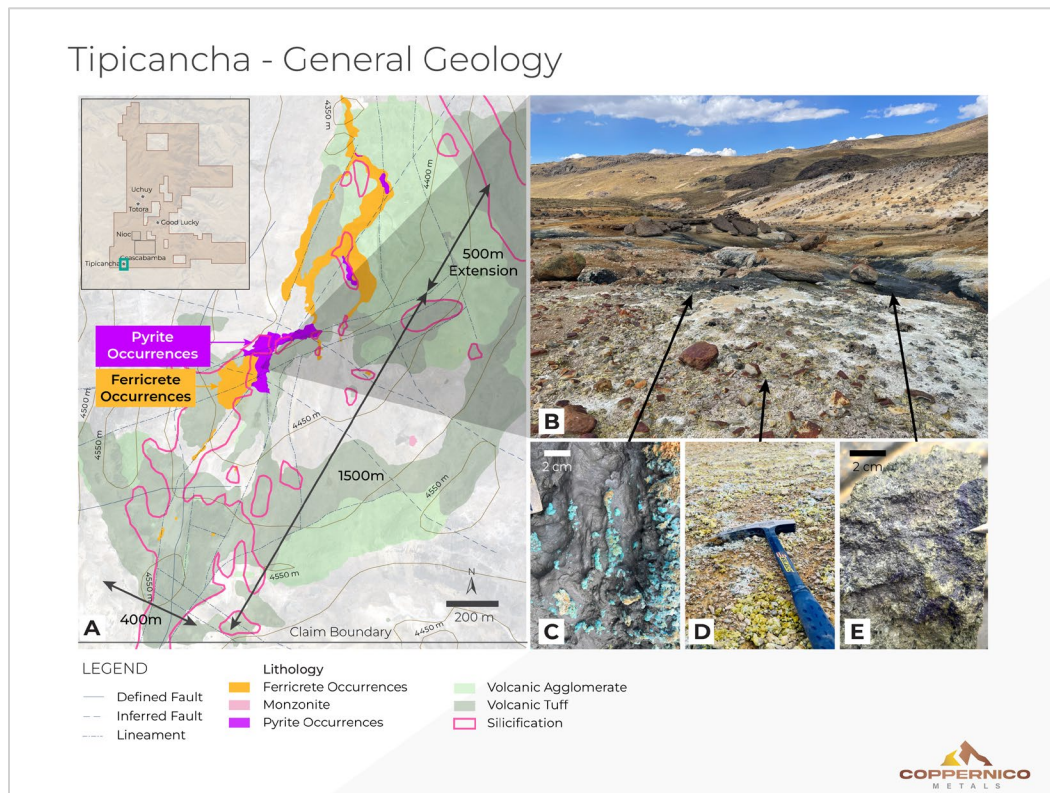 Tipicancha - General Geology
Uchuy
Totora
Good Lucky
Nioc
Tipicancha
4350 m
4400 m
500m
Extension
Pyrite
Occurrences
Ferricrete
Occurrences
4500 m
4550 m
4450 m
1500m
4550 m
4550 m
4550 m
400m
A
N
200 m
Claim Boundary
4450 m
B
2 cm
C
D
2 cm
E
LEGEND
Defined Fault
Inferred Fault
Lineament
Lithology
Ferricrete Occurrences
Monzonite
Pyrite Occurrences
Volcanic Agglomerate
Volcanic Tuff
Silicification
COPPERNICO
METALS